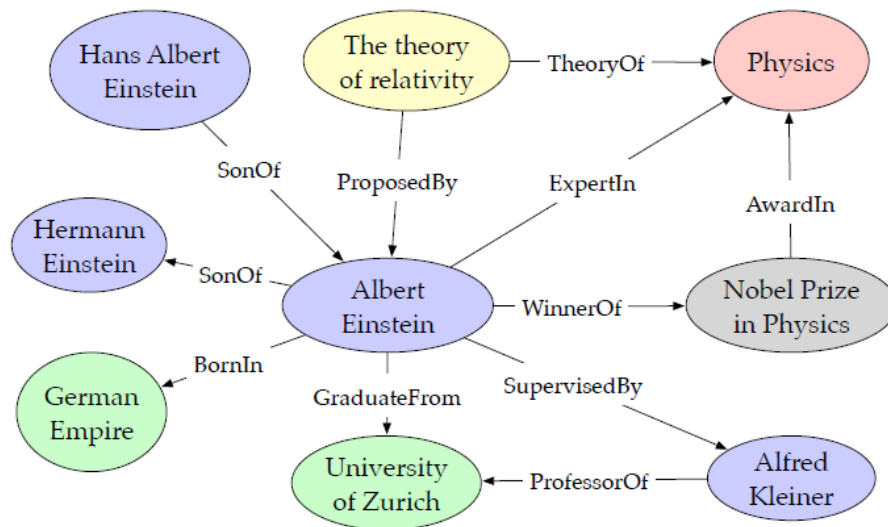 Hans Albert
Einstein
The theory
of relativity
TheoryOf
Physics
SonOf
ProposedBy
ExpertIn
AwardIn
Hermann
Einstein
SonOf
Albert
Einstein
WinnerOf
Nobel Prize
in Physics
BornIn
German
Empire
GraduateFrom
SupervisedBy
University
of Zurich
ProfessorOf
Alfred
Kleiner